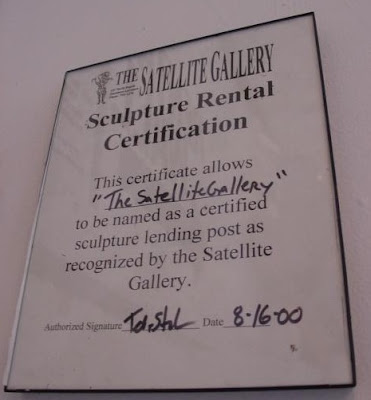 THE SATELLITE GALLERY
Sculpture Rental
Certification
This certificate allows
"The Satellite Gallery"
to be named as a certified
sculpture lending post as
recognized by the Satellite
Gallery.
Authorized Signature Date 8-16-00